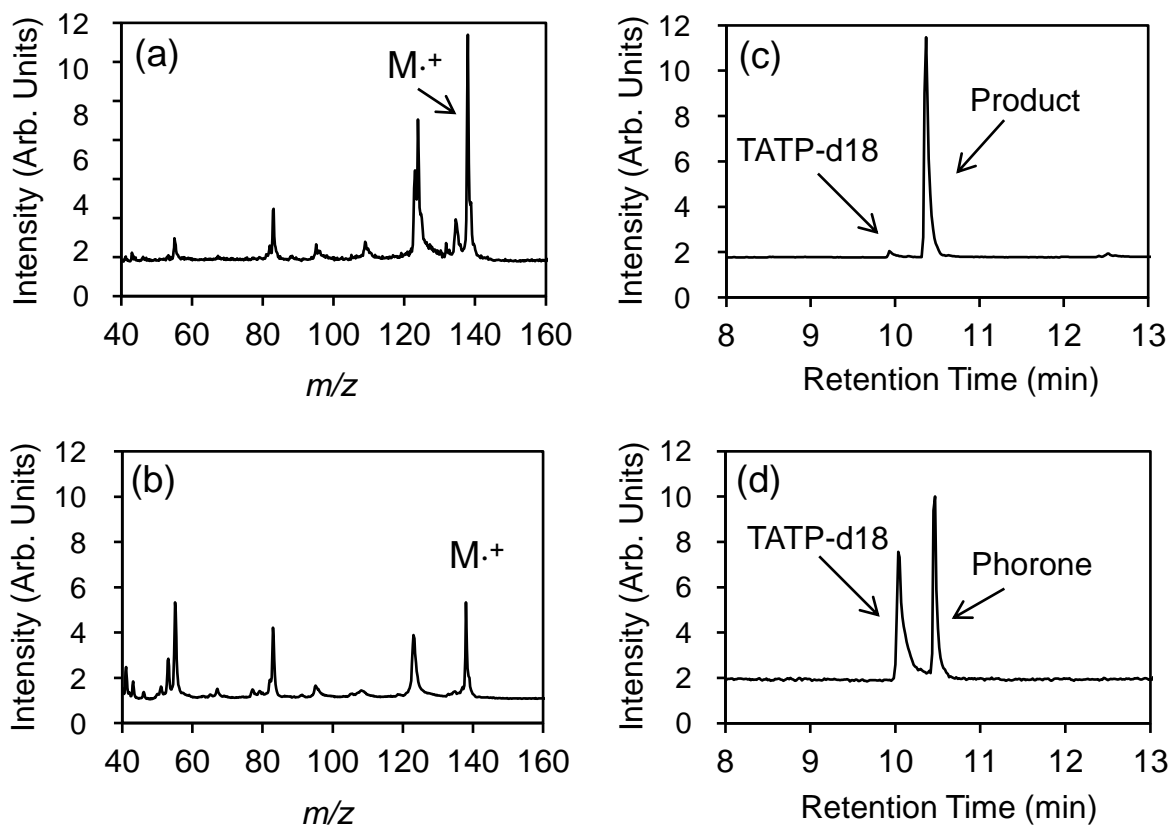 (a)
M·+
Intensity (Arb. Units)
12
10
8
6
4
2
0
40 60 80 100 120 140 160
m/z
(c)
Product
TATP-d18
Intensity (Arb. Units)
12
10
8
6
4
2
0
8 9 10 11 12 13
Retention Time (min)
(b)
M·+
Intensity (Arb. Units)
12
10
8
6
4
2
0
40 60 80 100 120 140 160
m/z
(d)
TATP-d18
Phorone
Intensity (Arb. Units)
12
10
8
6
4
2
0
8 9 10 11 12 13
Retention Time (min)